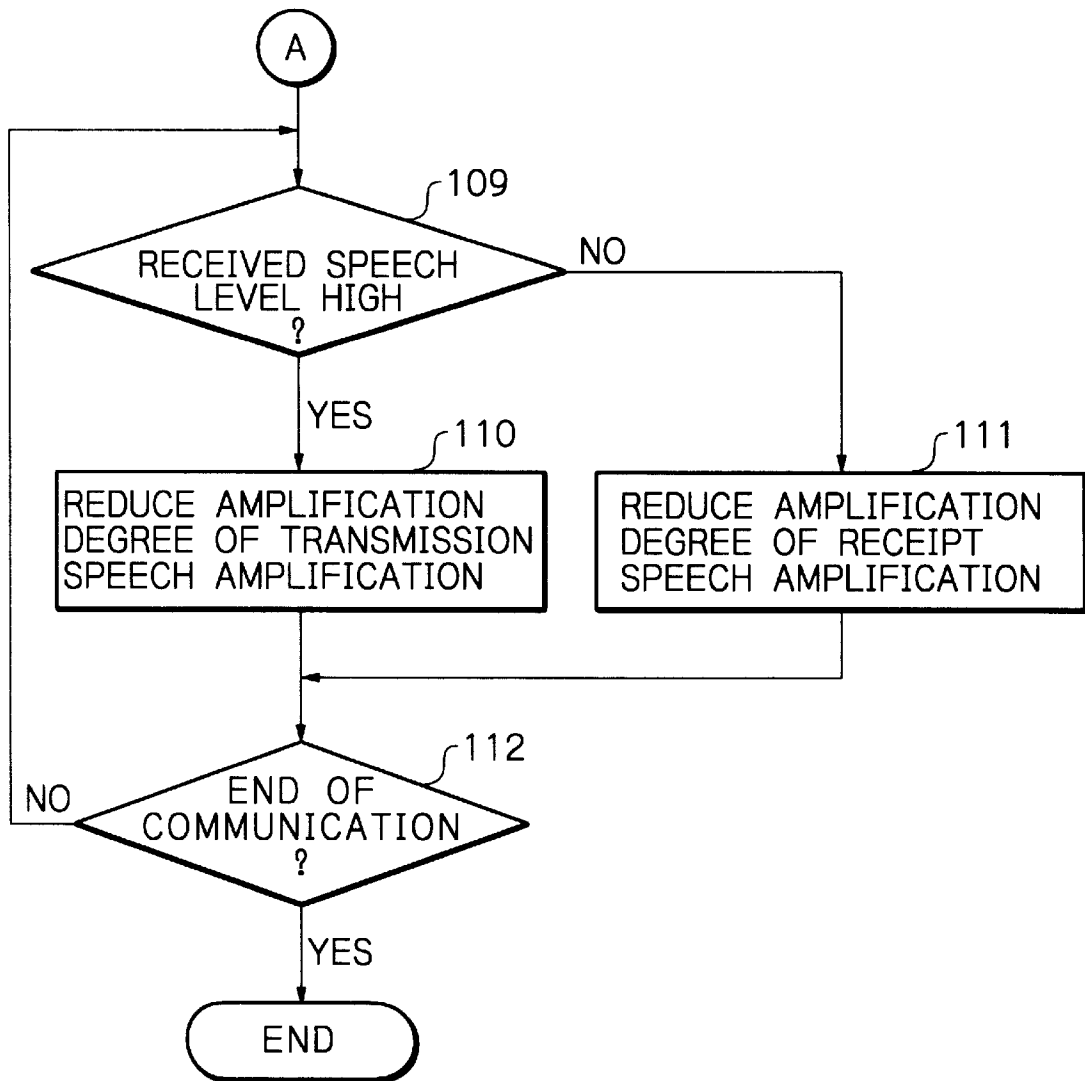 A
109
RECEIVED SPEECH
LEVEL HIGH
?
NO
YES
110
REDUCE AMPLIFICATION
DEGREE OF TRANSMISSION
SPEECH AMPLIFICATION
111
REDUCE AMPLIFICATION
DEGREE OF RECEIPT
SPEECH AMPLIFICATION
112
END OF
COMMUNICATION
?
NO
YES
END